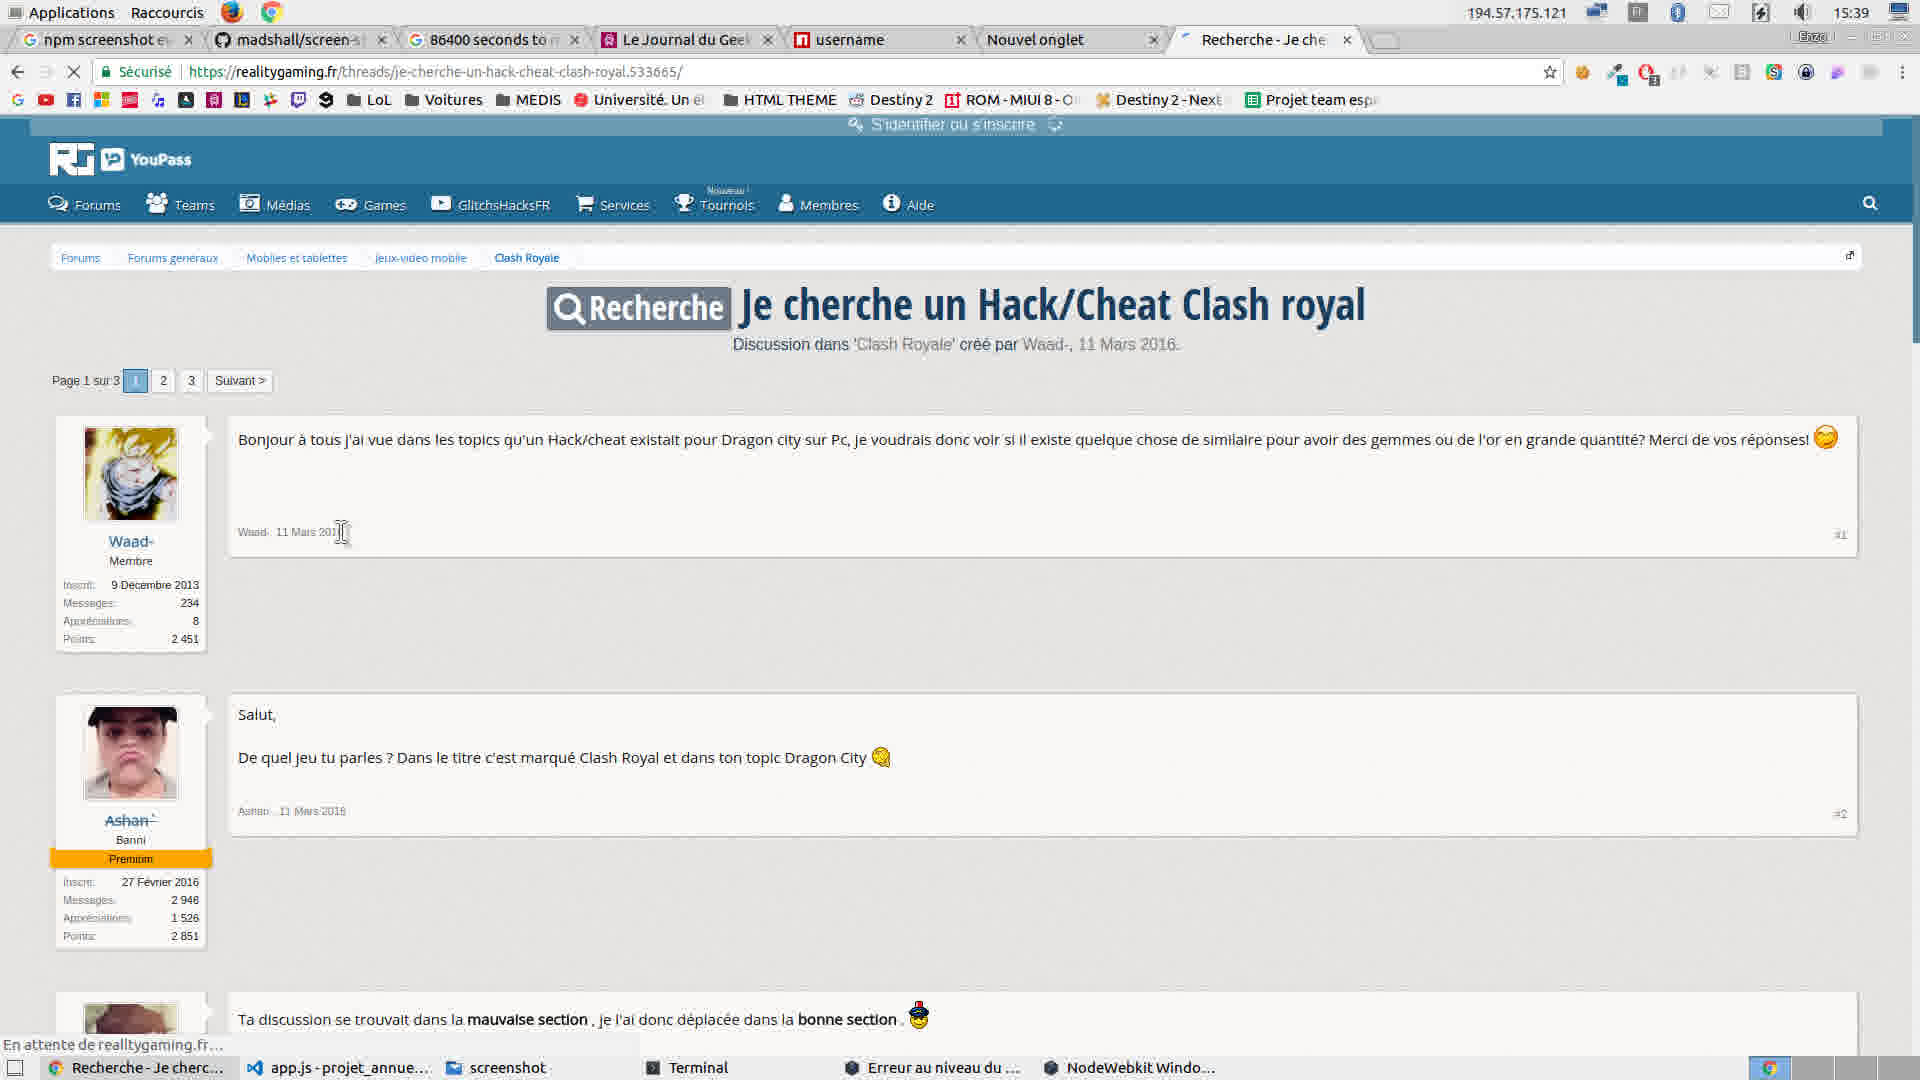 Applications Raccourcis 194.57.175.121 Fr 15:39
npm screenshot e madshall/screen-s 86400 seconds to m Le Journal du Geek username Nouvel onglet Recherche - Je che Enzo
Sécurisé https://realitygaming.fr/threads/je-cherche-un-hack-cheat-clash-royal.533665/
LoL Voitures MEDIS Université. Un él HTML THEME Destiny 2 ROM - MIUI 8 - O Destiny 2 - Next Projet team esp
S'identifier ou s'inscrire
RG YouPass
Nouveau !
Forums Teams Médias Games GlitchsHacksFR Services Tournois Membres Aide
Forums Forums généraux Mobiles et tablettes Jeux-video mobile Clash Royale
Recherche Je cherche un Hack/Cheat Clash royal
Discussion dans 'Clash Royale' créé par Waad-, 11 Mars 2016.
Page 1 sur 3 1 2 3 Suivant >
Bonjour à tous j'ai vue dans les topics qu'un Hack/cheat existait pour Dragon city sur Pc, je voudrais donc voir si il existe quelque chose de similaire pour avoir des gemmes ou de l'or en grande quantité? Merci de vos réponses!
Waad-, 11 Mars 201
#1
Waad-
Membre
Inscrit: 9 Décembre 2013
Messages: 234
Appréciations: 8
Points: 2 451
Salut,
De quel jeu tu parles ? Dans le titre c'est marqué Clash Royal et dans ton topic Dragon City
Ashan`, 11 Mars 2016
#2
Ashan`
Banni
Premium
Inscrit: 27 Février 2016
Messages: 2 946
Appréciations: 1 526
Points: 2 851
Ta discussion se trouvait dans la mauvaise section , je l'ai donc déplacée dans la bonne section .
En attente de realitygaming.fr…
Recherche - Je cherc... app.js - projet_annue... screenshot Terminal Erreur au niveau du ... NodeWebkit Windo...